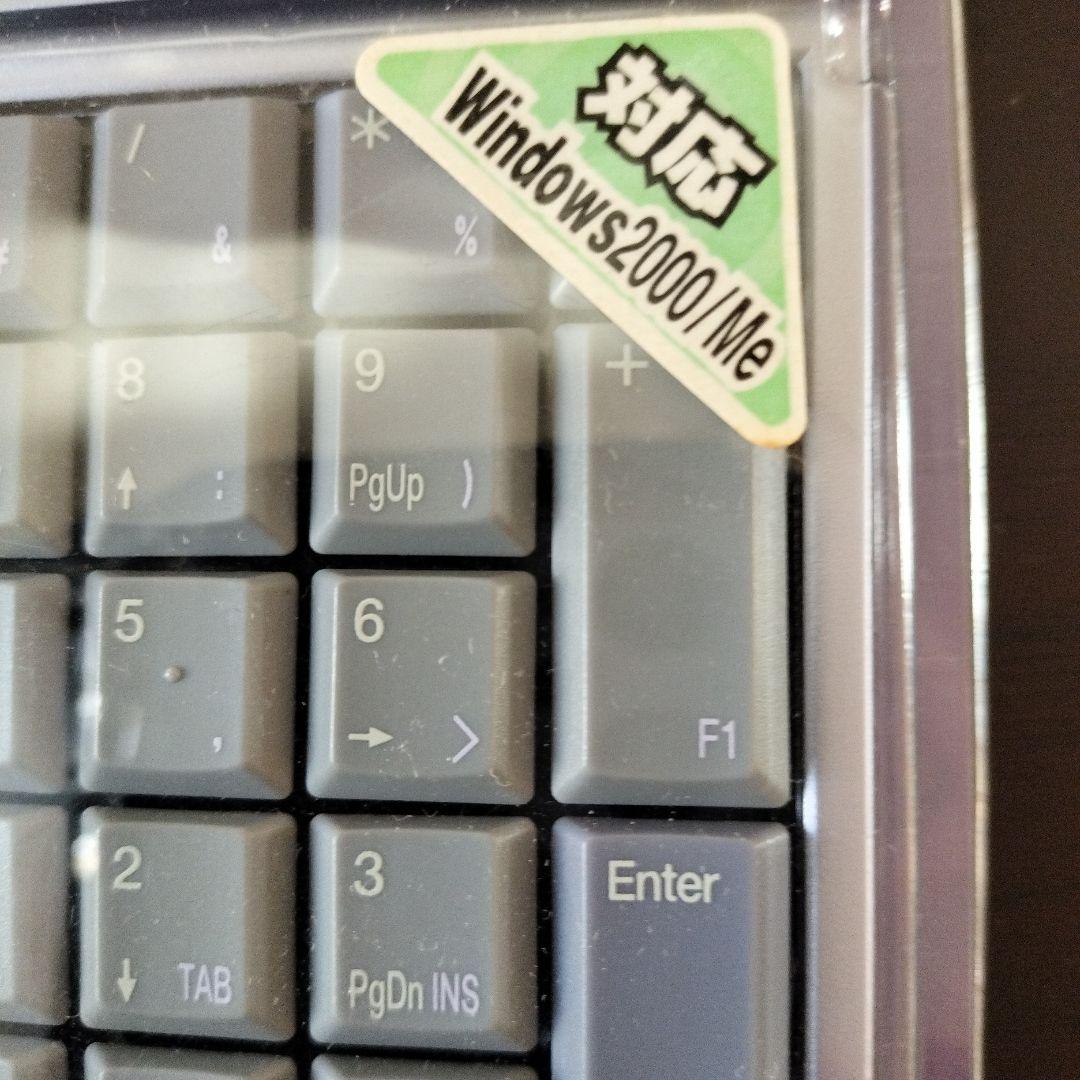 対応
Windows2000/Me
/
&
*
%
8
↑ :
9
PgUp )
+
F1
5
,
6
→ >
2
↓ TAB
3
PgDn INS
Enter